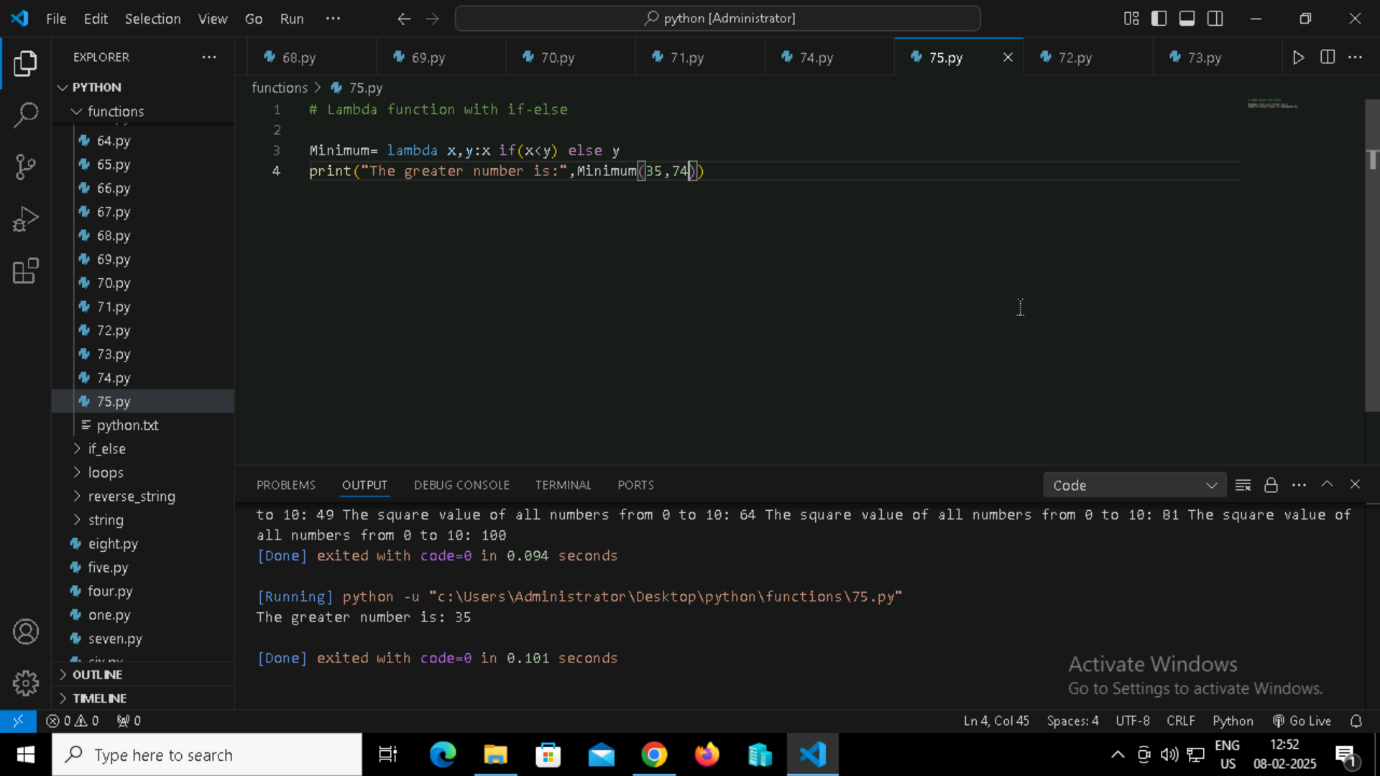 File Edit Selection View Go Run ··· python [Administrator]
EXPLORER ···
68.py 69.py 70.py 71.py 74.py 75.py 72.py 73.py ···
PYTHON
functions
64.py
65.py
66.py
67.py
68.py
69.py
70.py
71.py
72.py
73.py
74.py
75.py
python.txt
if_else
loops
reverse_string
string
eight.py
five.py
four.py
one.py
seven.py
OUTLINE
TIMELINE
functions > 75.py
1 # Lambda function with if-else
2
3 Minimum= lambda x,y:x if(x<y) else y
4 print("The greater number is:",Minimum(35,74))
PROBLEMS OUTPUT DEBUG CONSOLE TERMINAL PORTS Code ···
to 10: 49 The square value of all numbers from 0 to 10: 64 The square value of all numbers from 0 to 10: 81 The square value of
all numbers from 0 to 10: 100
[Done] exited with code=0 in 0.094 seconds
[Running] python -u "c:\Users\Administrator\Desktop\python\functions\75.py"
The greater number is: 35
[Done] exited with code=0 in 0.101 seconds
Activate Windows
Go to Settings to activate Windows.
0 0 0 Ln 4, Col 45 Spaces: 4 UTF-8 CRLF Python Go Live
Type here to search
ENG
US
12:52
08-02-2025
1